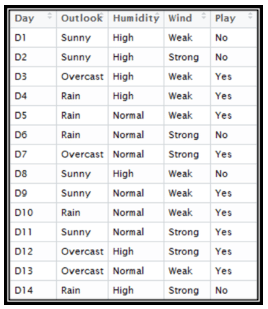 Day Outlook Humidity Wind Play
D1 Sunny High Weak No
D2 Sunny High Strong No
D3 Overcast High Weak Yes
D4 Rain High Weak Yes
D5 Rain Normal Weak Yes
D6 Rain Normal Strong No
D7 Overcast Normal Strong Yes
D8 Sunny High Weak No
D9 Sunny Normal Weak Yes
D10 Rain Normal Weak Yes
D11 Sunny Normal Strong Yes
D12 Overcast High Strong Yes
D13 Overcast Normal Weak Yes
D14 Rain High Strong No